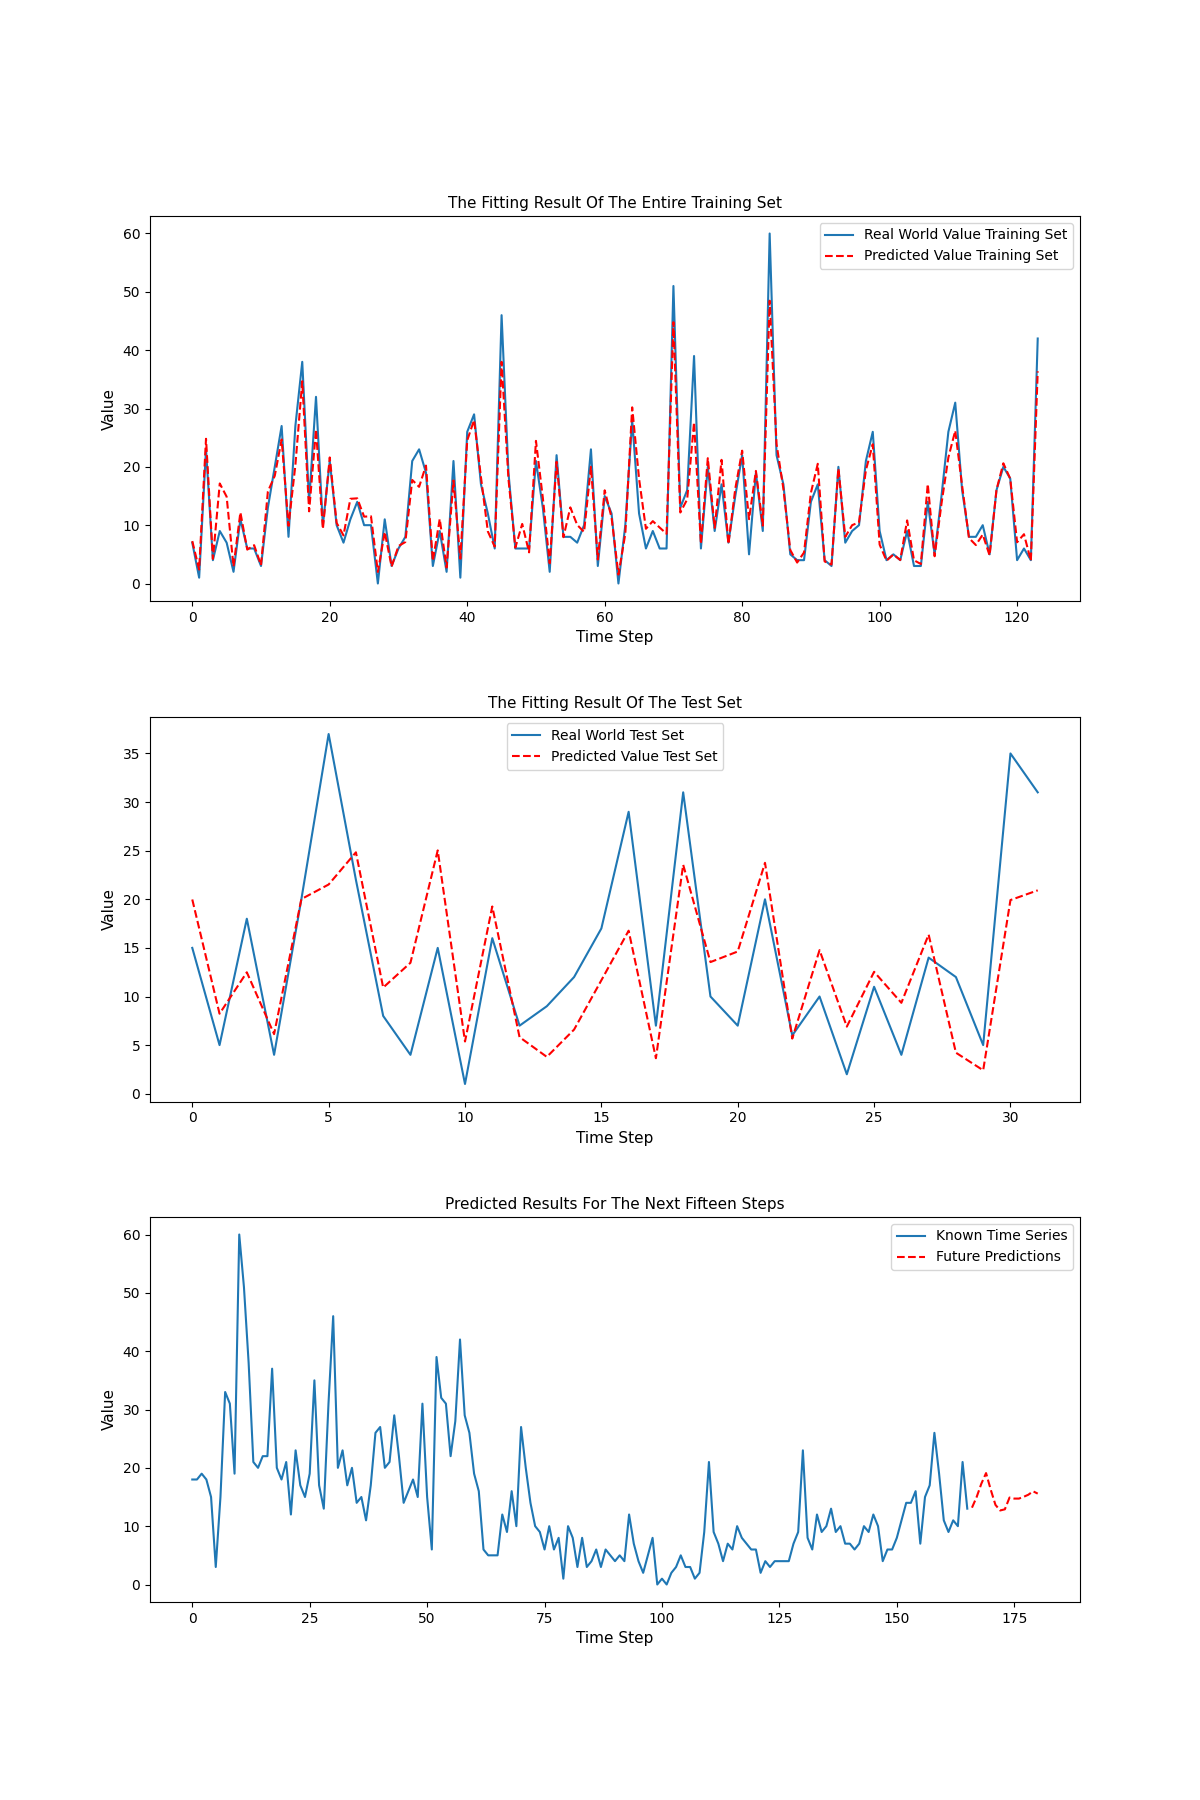 The Fitting Result Of The Entire Training Set
Real World Value Training Set
Predicted Value Training Set
Value
60
50
40
30
20
10
0
0 20 40 60 80 100 120
Time Step
The Fitting Result Of The Test Set
Real World Test Set
Predicted Value Test Set
Value
35
30
25
20
15
10
5
0
0 5 10 15 20 25 30
Time Step
Predicted Results For The Next Fifteen Steps
Known Time Series
Future Predictions
Value
60
50
40
30
20
10
0
0 25 50 75 100 125 150 175
Time Step